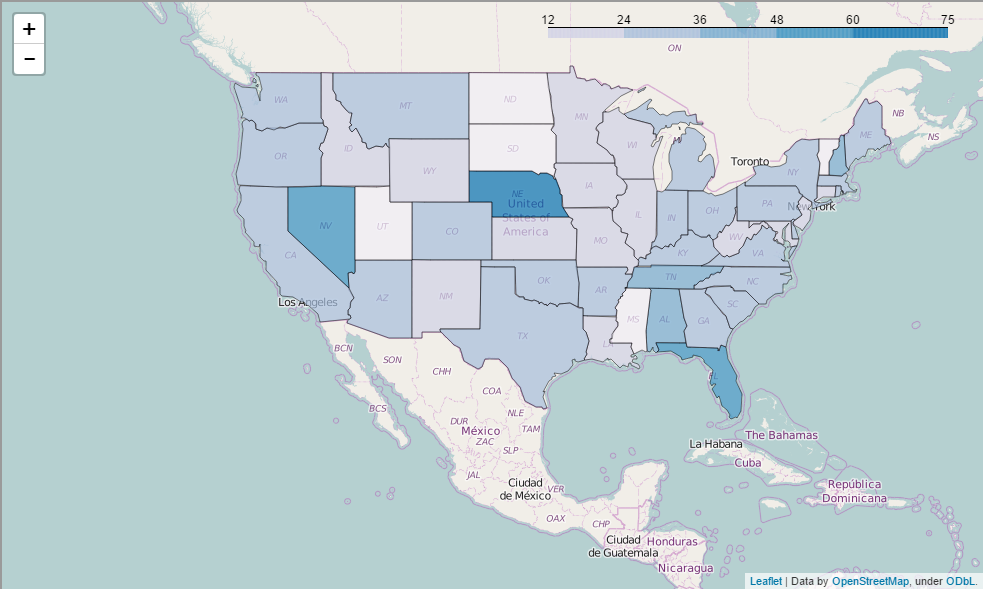 +
−
12 24 36 48 60 75
ON
WA
MT
ND
MN
NB
ME
NS
OR
ID
SD
WI
MI
Toronto
WY
NY
NE
IA
United
States of
America
PA
New York
NV
UT
CO
IL
IN
OH
MO
WV
VA
KY
CA
OK
TN
NC
AZ
NM
AR
SC
Los Angeles
MS
AL
GA
TX
LA
BCN
SON
CHH
FL
COA
BCS
NLE
DUR
TAM
México
ZAC
SLP
La Habana
The Bahamas
Cuba
JAL
Ciudad
de México
VER
República
Dominicana
OAX
CHP
Ciudad
de Guatemala
Honduras
Nicaragua
Leaflet | Data by OpenStreetMap, under ODbL.